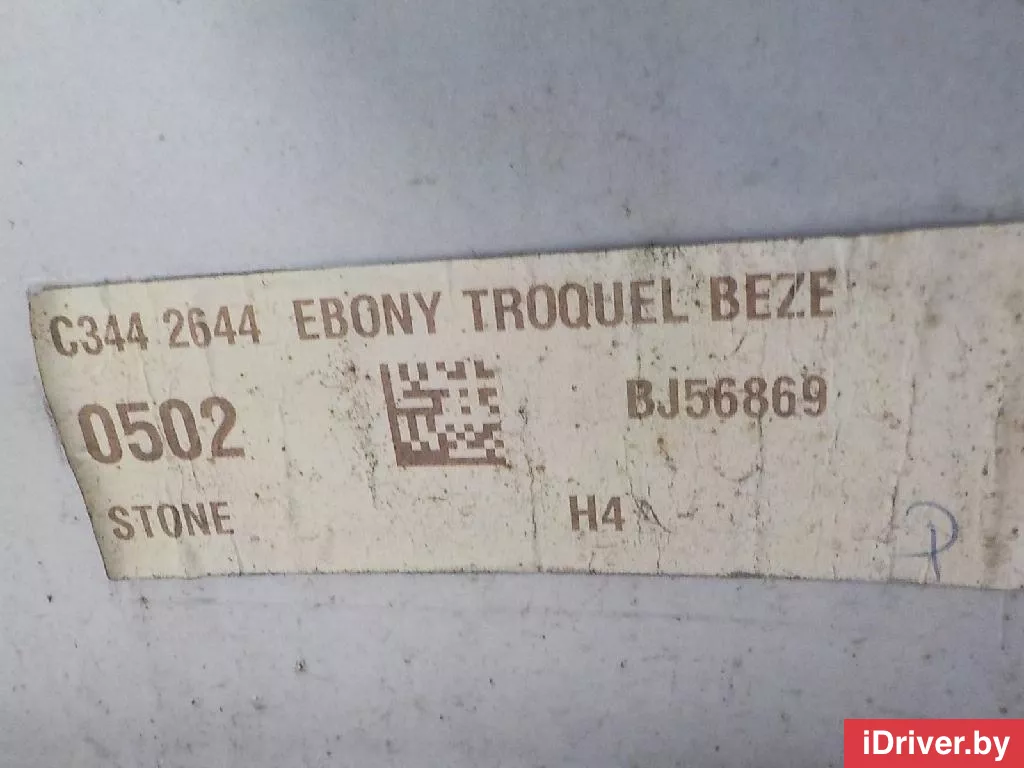 C344 2644 EBONY TROQUEL BEZE
0502 BJ56869
STONE H4
P
iDriver.by